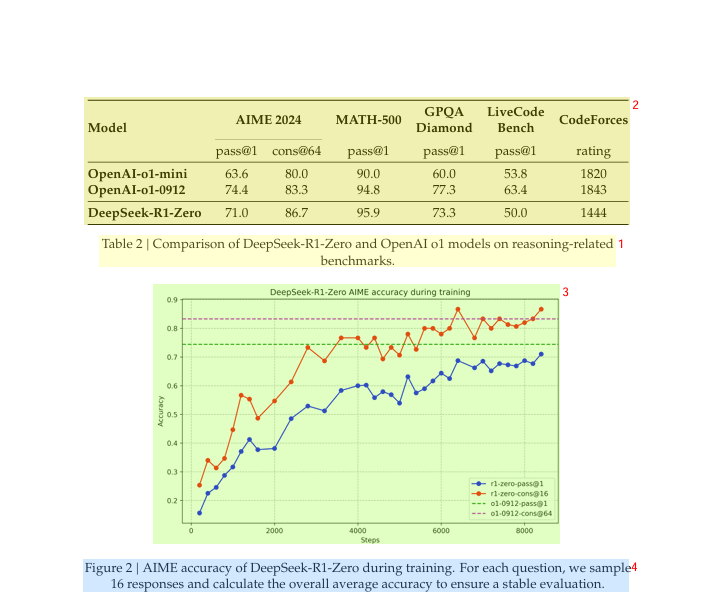 Model AIME 2024 MATH-500 GPQA Diamond LiveCode Bench CodeForces 2
pass@1 cons@64 pass@1 pass@1 pass@1 rating
OpenAI-o1-mini 63.6 80.0 90.0 60.0 53.8 1820
OpenAI-o1-0912 74.4 83.3 94.8 77.3 63.4 1843
DeepSeek-R1-Zero 71.0 86.7 95.9 73.3 50.0 1444
Table 2 | Comparison of DeepSeek-R1-Zero and OpenAI o1 models on reasoning-related 1
benchmarks.
DeepSeek-R1-Zero AIME accuracy during training 3
0.9
0.8
0.7
0.6
0.5
0.4
0.3
0.2
Accuracy
r1-zero-pass@1
r1-zero-cons@16
o1-0912-pass@1
o1-0912-cons@64
0 2000 4000 6000 8000
Steps
Figure 2 | AIME accuracy of DeepSeek-R1-Zero during training. For each question, we sample 4
16 responses and calculate the overall average accuracy to ensure a stable evaluation.